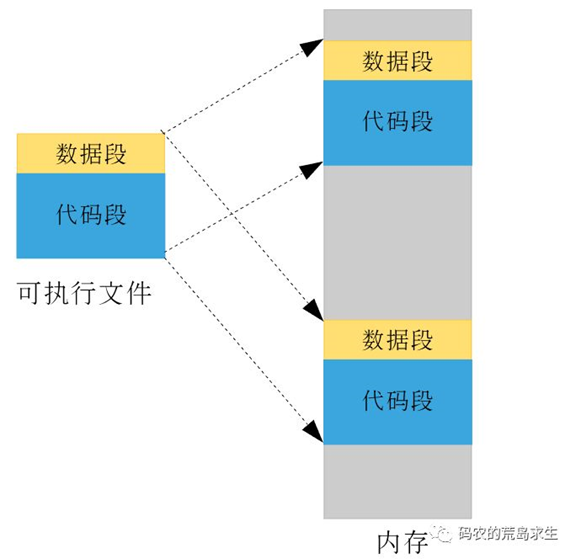 数据段
代码段
可执行文件
数据段
代码段
数据段
代码段
内存
码农的荒岛求生